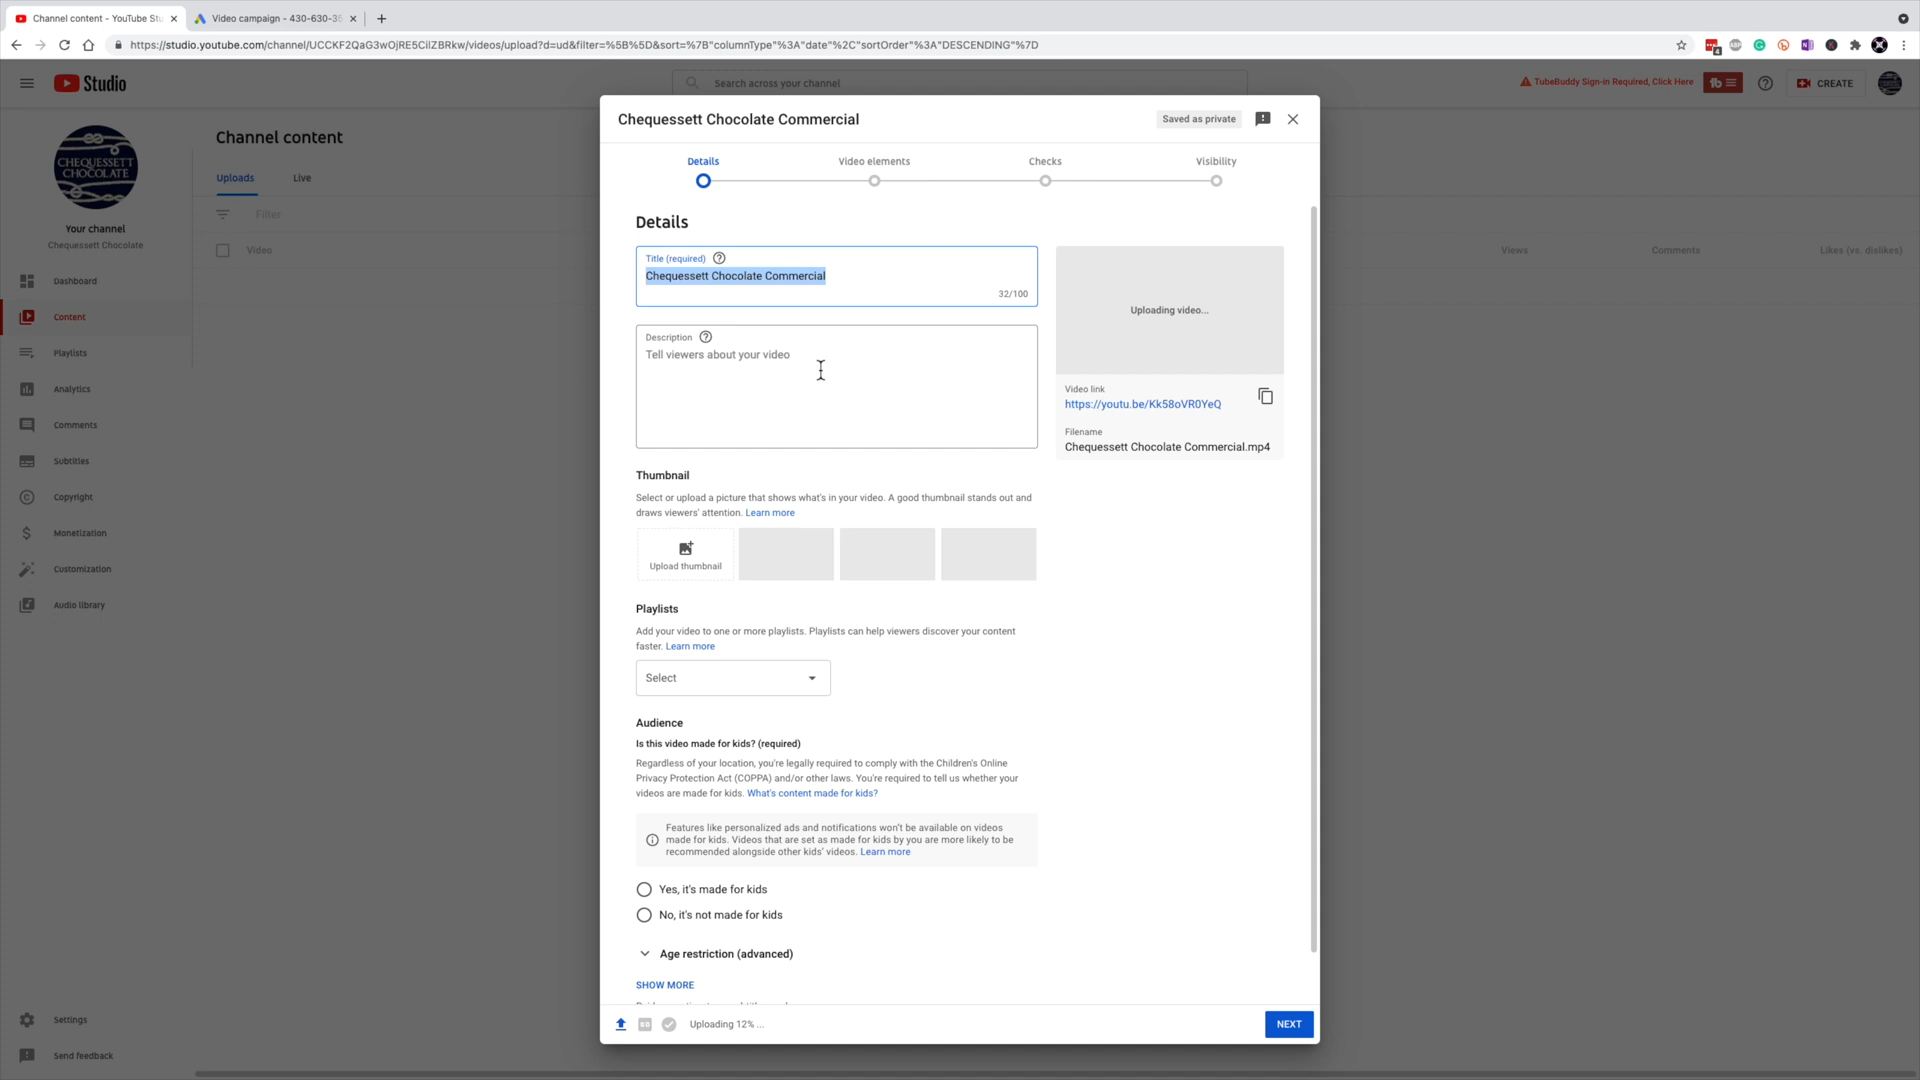 Channel content - YouTube Stu
Video campaign - 430-630-35
https://studio.youtube.com/channel/UCCKF2QaG3wOjRE5CilZBRkw/videos/upload?d=ud&filter=%5B%5D&sort=%7B"columnType"%3A"date"%2C"sortOrder"%3A"DESCENDING"%7D
Studio
Search across your channel
TubeBuddy Sign-in Required, Click Here
CREATE
CHEQUESSETT
CHOCOLATE
Your channel
Chequessett Chocolate
Dashboard
Content
Playlists
Analytics
Comments
Subtitles
Copyright
Monetization
Customization
Audio library
Settings
Send feedback
Channel content
Uploads
Live
Filter
Video
Views
Comments
Likes (vs. dislikes)
Chequessett Chocolate Commercial
Saved as private
Details
Video elements
Checks
Visibility
Details
Title (required)
Chequessett Chocolate Commercial
32/100
Description
Tell viewers about your video
Uploading video...
Video link
https://youtu.be/Kk58oVR0YeQ
Filename
Chequessett Chocolate Commercial.mp4
Thumbnail
Select or upload a picture that shows what's in your video. A good thumbnail stands out and
draws viewers' attention. Learn more
Upload thumbnail
Playlists
Add your video to one or more playlists. Playlists can help viewers discover your content
faster. Learn more
Select
Audience
Is this video made for kids? (required)
Regardless of your location, you're legally required to comply with the Children's Online
Privacy Protection Act (COPPA) and/or other laws. You're required to tell us whether your
videos are made for kids. What's content made for kids?
Features like personalized ads and notifications won't be available on videos
made for kids. Videos that are set as made for kids by you are more likely to be
recommended alongside other kids' videos. Learn more
Yes, it's made for kids
No, it's not made for kids
Age restriction (advanced)
SHOW MORE
Uploading 12% ...
NEXT